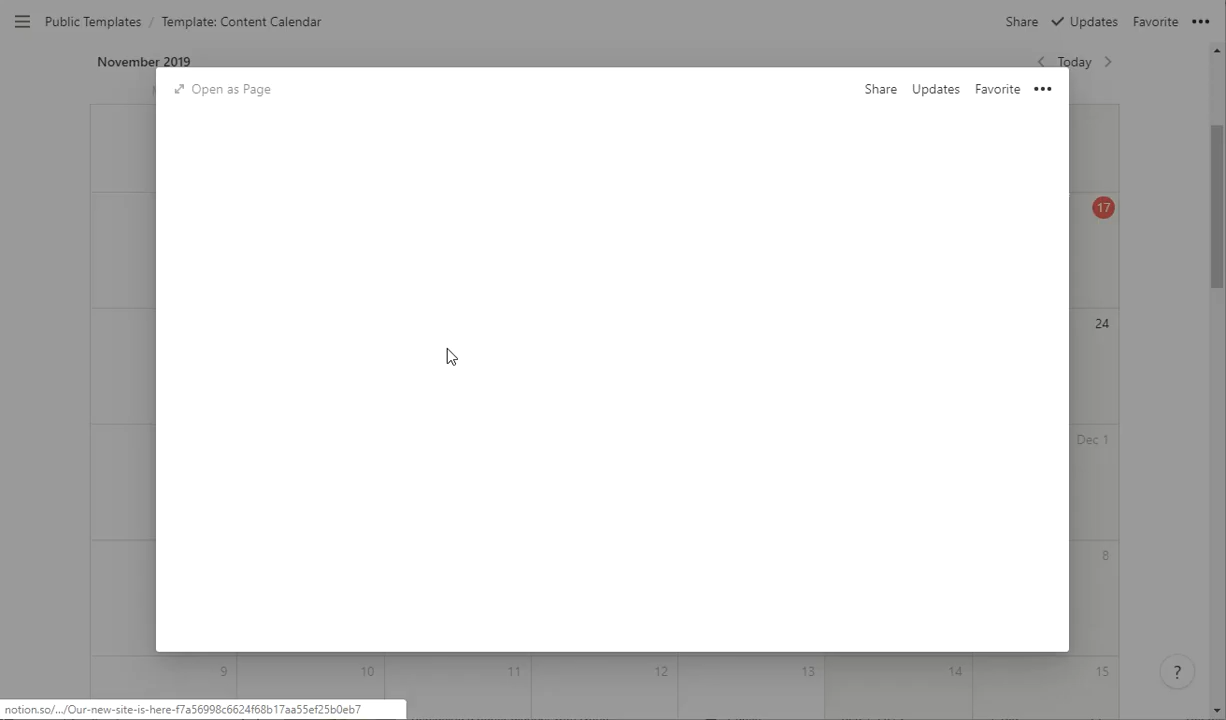 Public Templates / Template: Content Calendar
Share ✓ Updates Favorite •••
November 2019
Today
Open as Page
Share Updates Favorite •••
17
24
Dec 1
8
9 10 11 12 13 14 15
?
notion.so/.../Our-new-site-is-here-f7a56998c6624f68b17aa55ef25b0eb7